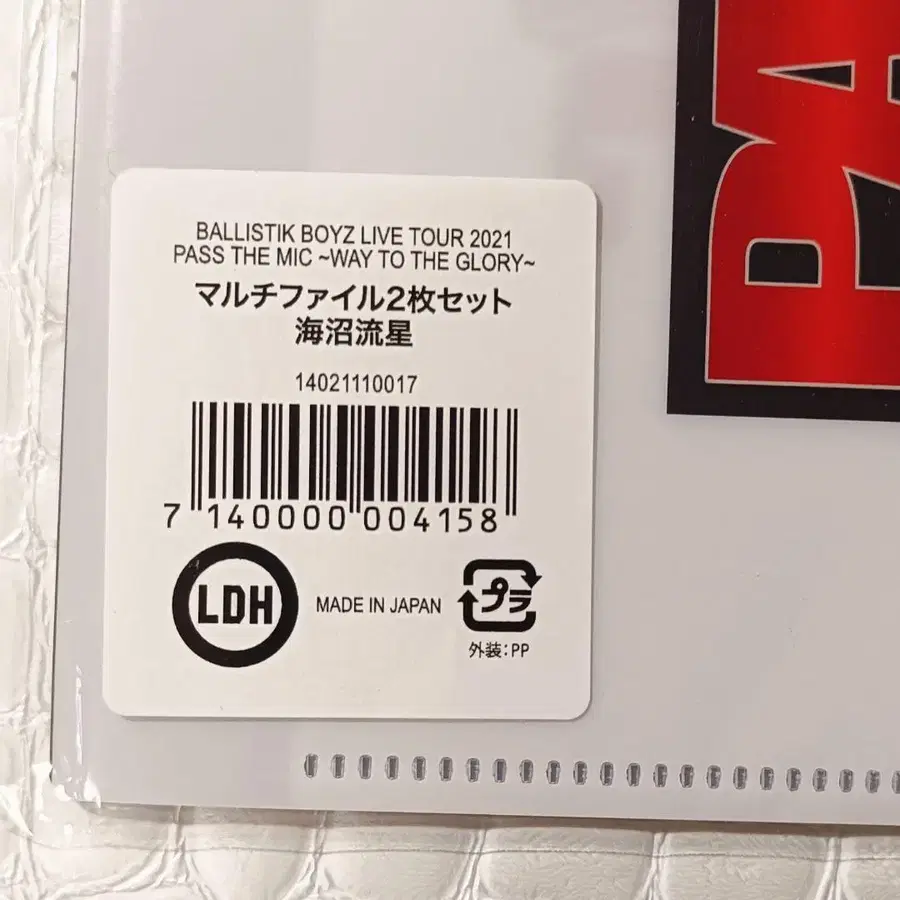 BALLISTIK BOYZ LIVE TOUR 2021
PASS THE MIC ~WAY TO THE GLORY~
マルチファイル2枚セット
海沼流星
14021110017
7 140000 004158
LDH
MADE IN JAPAN
プラ
外装:PP
PA